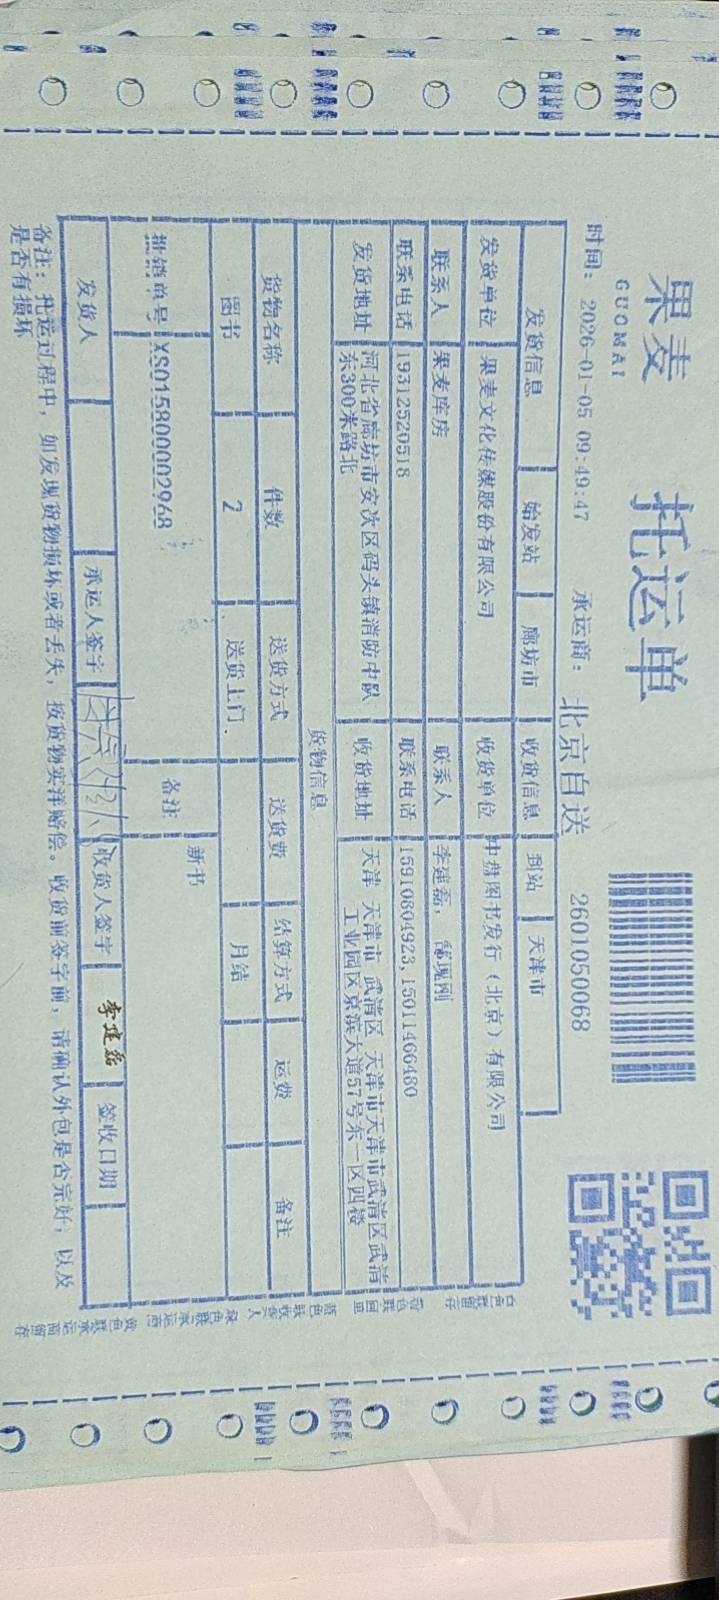 果麦
GUOMAI
托运单
时间: 2026-01-05 09:49:47 承运商: 北京自送 2601050068
发货信息 始发站 廊坊市 收货信息 到站 天津市
发货单位 果麦文化传媒股份有限公司 收货单位 中盘图书发行（北京）有限公司
联系人 果麦库房 联系人 李建磊,
联系电话 19312520518 联系电话 15910804923,15011466480
发货地址 河北省廊坊市安次区码头镇消防中队东300米路北 收货地址 天津 天津市 武清区 天津市天津市武清区武清工业园区京滨大道57号东一区四楼
货物信息
货物名称 件数 送货方式 送货费 结算方式 运费 备注
图书 2 送货上门 月结
批销单号 XS015800002968 备注 新书
发货人 承运人签字 收货人签字 李建磊 签收日期
备注: 托运过程中, 如发现货物损坏或者丢失, 按货物实洋赔偿。收货前签字前, 请确认外包是否完好, 以及
是否有损坏